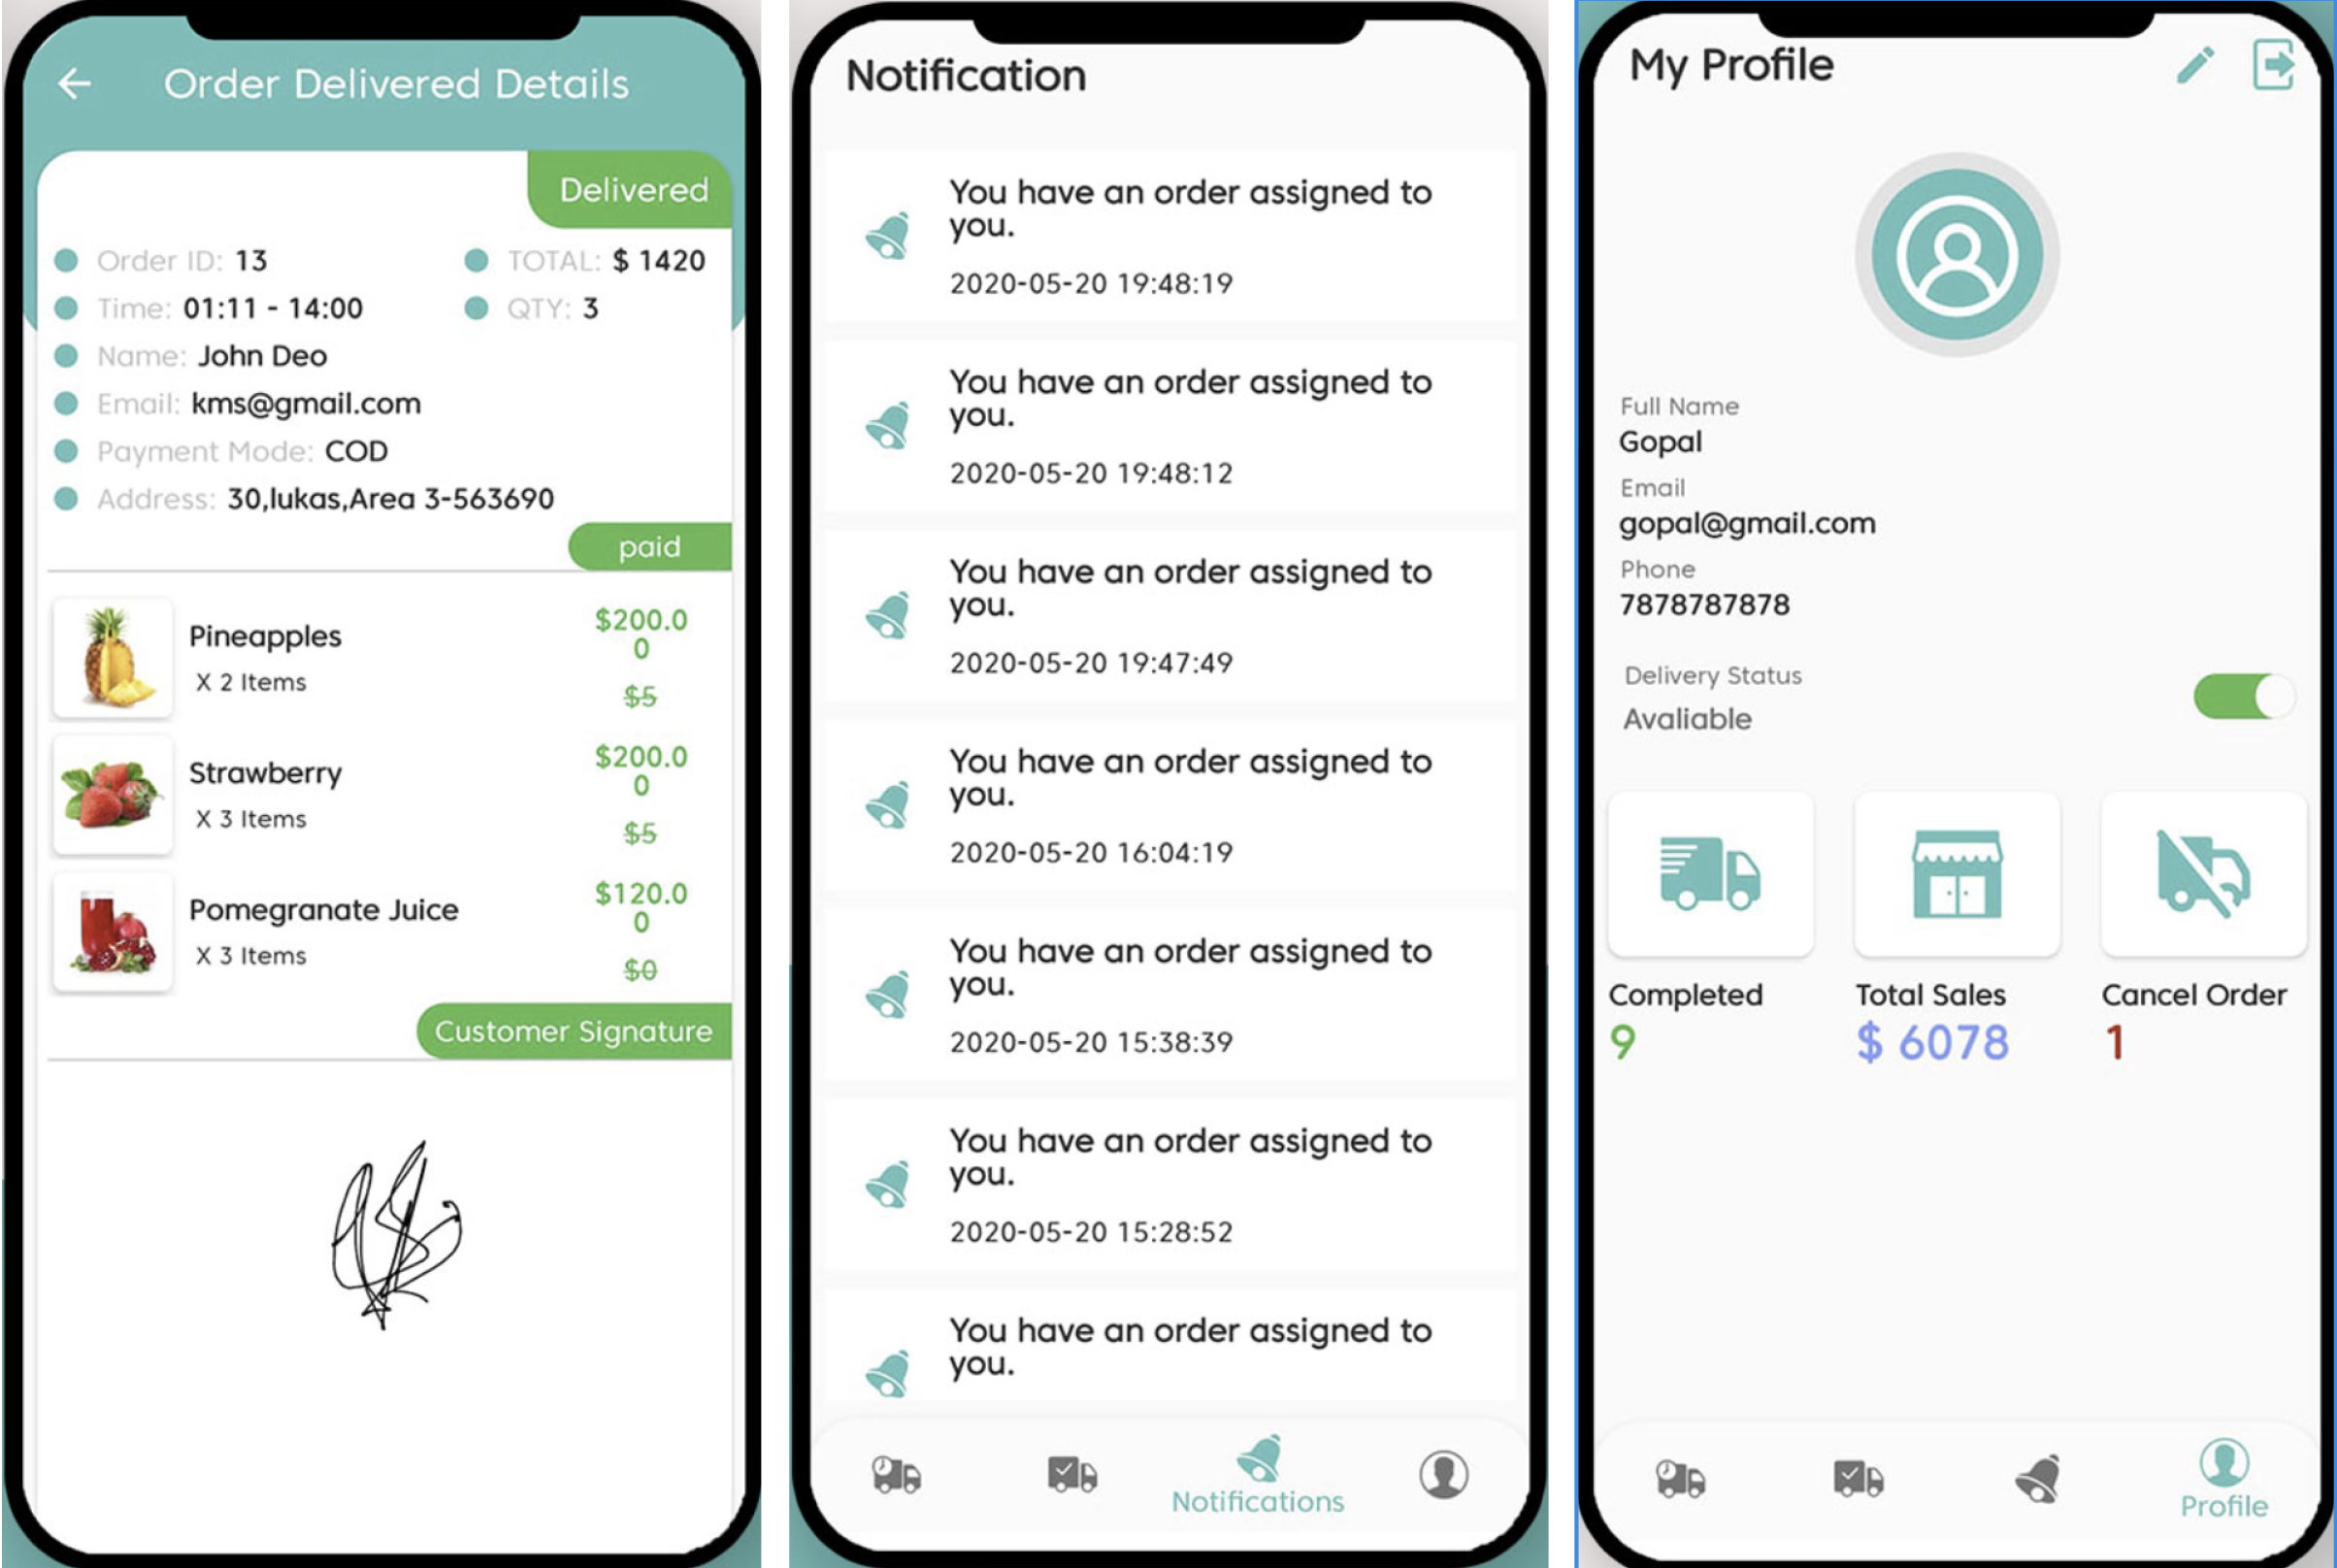 Order Delivered Details
Delivered
Order ID: 13
TOTAL: $ 1420
Time: 01:11 - 14:00
QTY: 3
Name: John Deo
Email: kms@gmail.com
Payment Mode: COD
Address: 30,lukas,Area 3-563690
paid
Pineapples
X 2 Items
$200.0
0
$5
Strawberry
X 3 Items
$200.0
0
$5
Pomegranate Juice
X 3 Items
$120.0
0
$0
Customer Signature
Notification
You have an order assigned to
you.
2020-05-20 19:48:19
You have an order assigned to
you.
2020-05-20 19:48:12
You have an order assigned to
you.
2020-05-20 19:47:49
You have an order assigned to
you.
2020-05-20 16:04:19
You have an order assigned to
you.
2020-05-20 15:38:39
You have an order assigned to
you.
2020-05-20 15:28:52
You have an order assigned to
you.
Notifications
My Profile
Full Name
Gopal
Email
gopal@gmail.com
Phone
7878787878
Delivery Status
Avaliable
Completed
9
Total Sales
$ 6078
Cancel Order
1
Profile